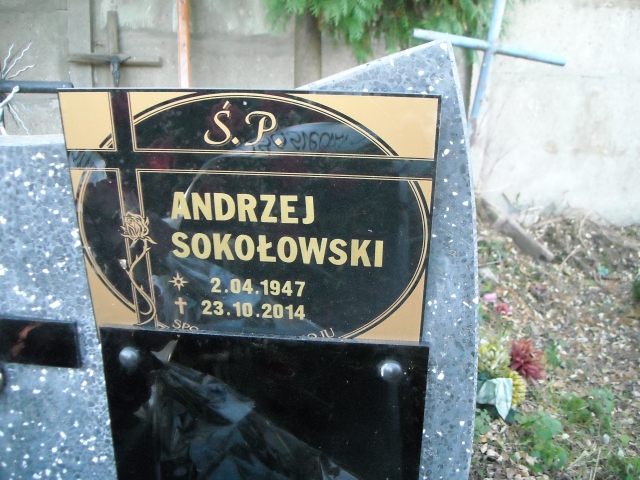 Ś.P.
ANDRZEJ
SOKOŁOWSKI
2.04.1947
23.10.2014